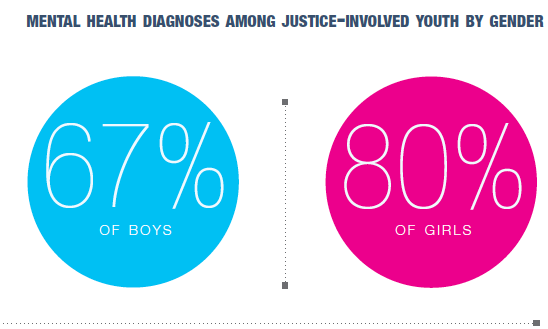 MENTAL HEALTH DIAGNOSES AMONG JUSTICE-INVOLVED YOUTH BY GENDER
67%
OF BOYS
80%
OF GIRLS